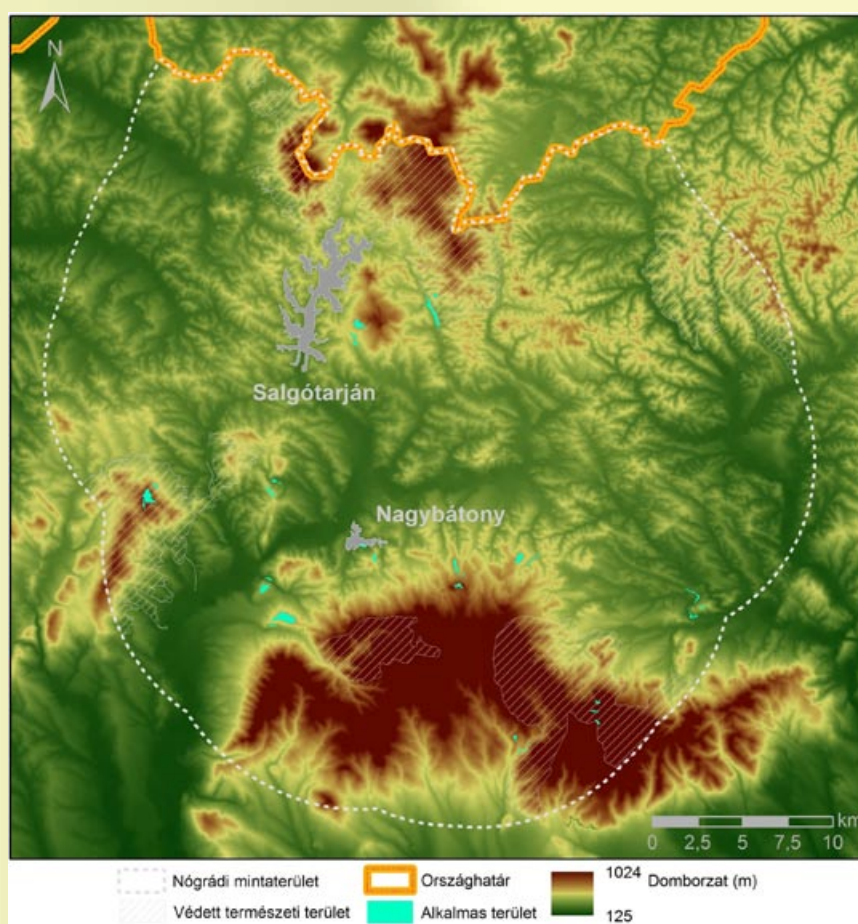 N
Salgótarján
Nagybátony
km
0 2,5 5 7,5 10
Nógrádi mintaterület
Országhatár
1024 Domborzat (m)
Védett természeti terület
Alkalmas terület
125